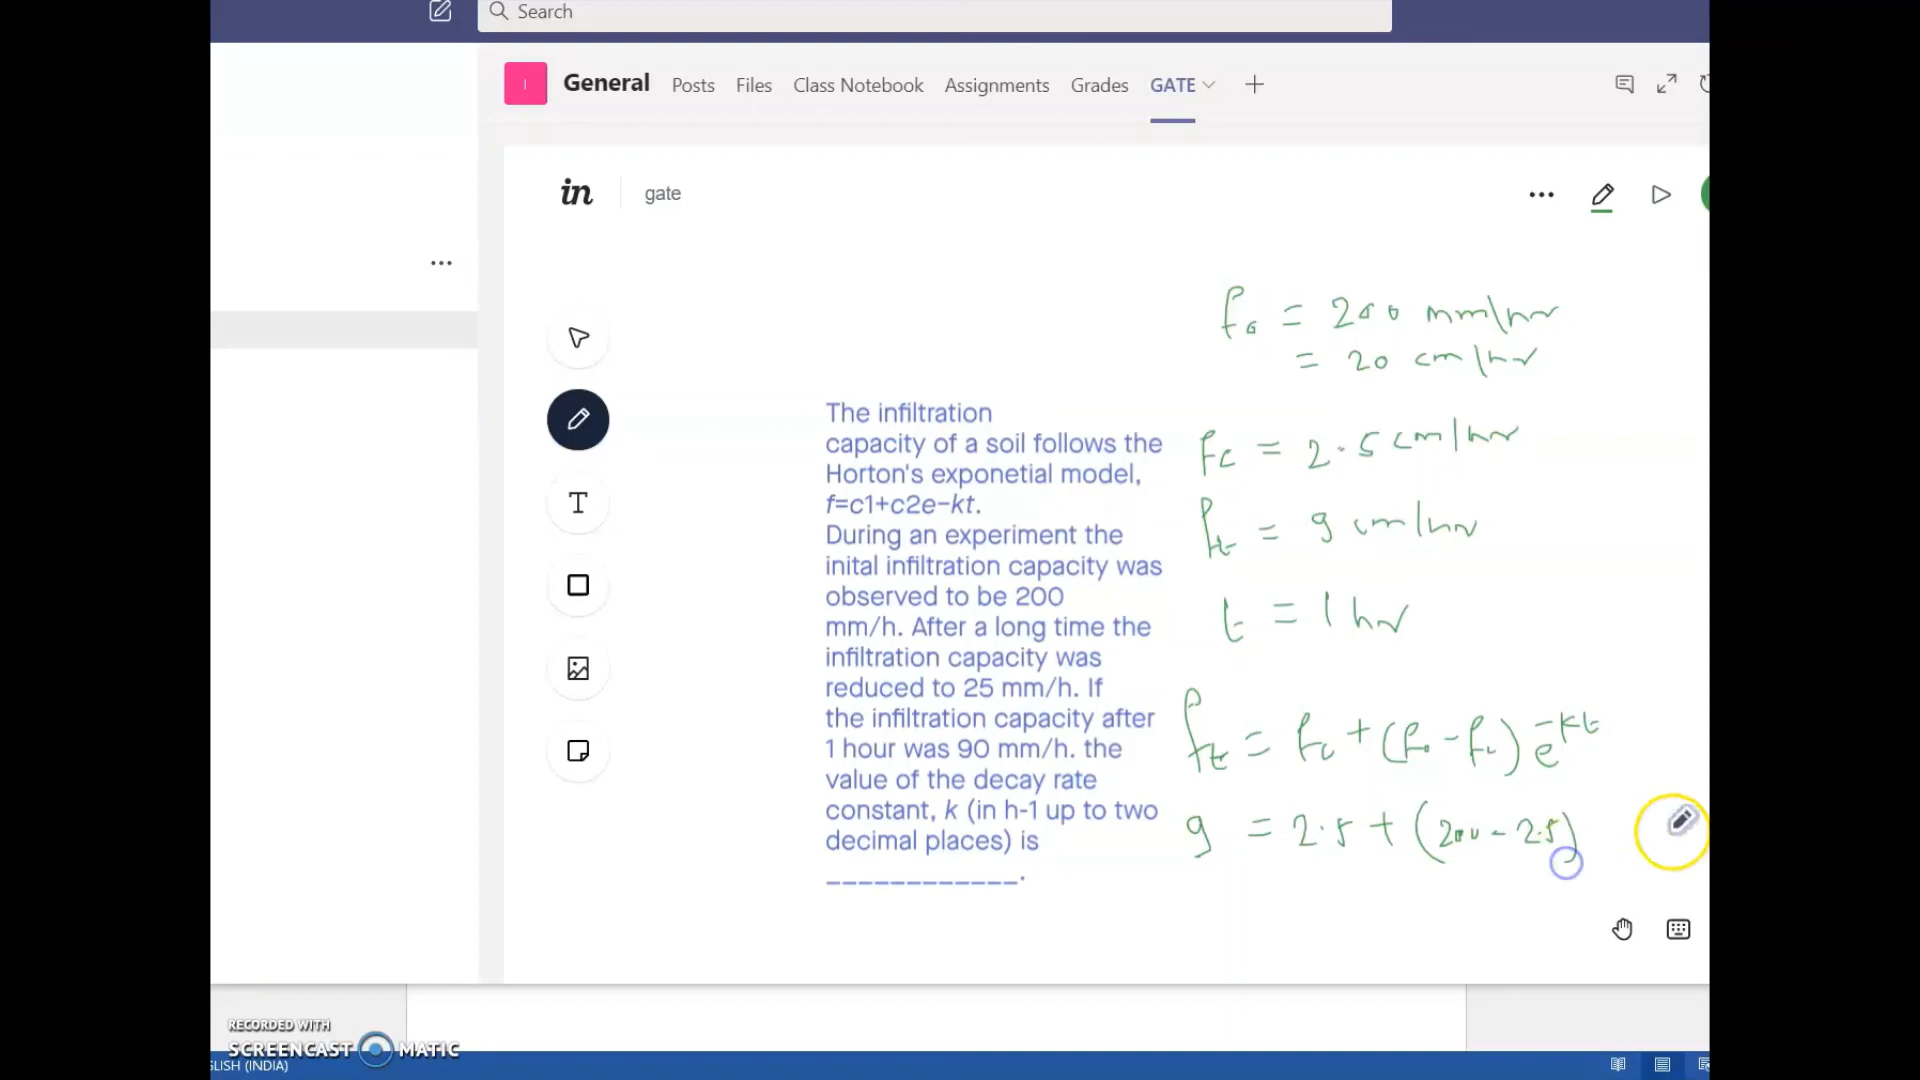 Search
General Posts Files Class Notebook Assignments Grades GATE
in gate
f₀ = 200 mm/hr
= 20 cm/hr
The infiltration
capacity of a soil follows the
Horton's exponetial model,
f=c1+c2e−kt.
During an experiment the
inital infiltration capacity was
observed to be 200
mm/h. After a long time the
infiltration capacity was
reduced to 25 mm/h. If
the infiltration capacity after
1 hour was 90 mm/h. the
value of the decay rate
constant, k (in h-1 up to two
decimal places) is
____________.
fc = 2.5 cm/hr
ft = 9 cm/hr
t = 1 hr
ft = fc + (f₀ - fc) e^-kt
9 = 2.5 + (200 - 2.5)
T
RECORDED WITH
SCREENCAST MATIC
GLISH (INDIA)